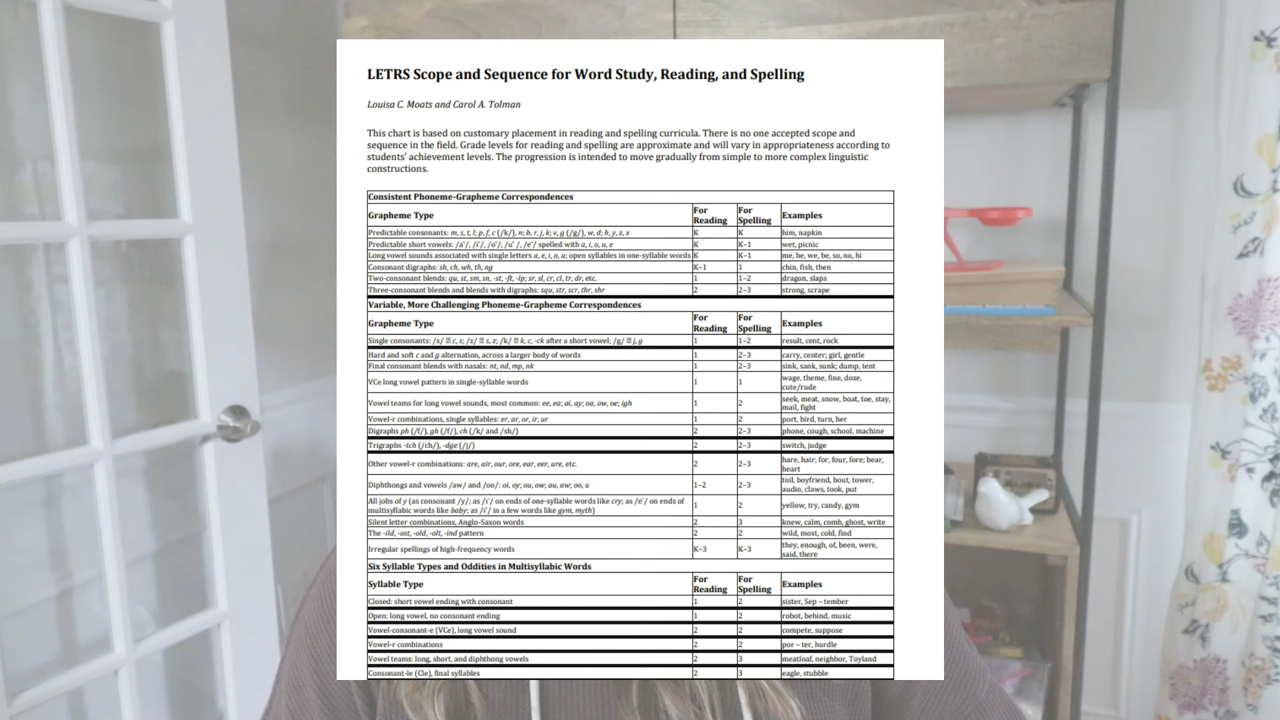 LETRS Scope and Sequence for Word Study, Reading, and Spelling
Louisa C. Moats and Carol A. Tolman
This chart is based on customary placement in reading and spelling curricula. There is no one accepted scope and
sequence in the field. Grade levels for reading and spelling are approximate and will vary in appropriateness according to
students' achievement levels. The progression is intended to move gradually from simple to more complex linguistic
constructions.
Consistent Phoneme-Grapheme Correspondences
Grapheme Type For Reading For Spelling Examples
Predictable consonants: m, s, t, l; p, f, c (/k/), n; b, r, j, k; v, g (/g/), w, d; h, y, z, x K K him, napkin
Predictable short vowels: /a˘/, /i˘/, /o˘/, /u˘ /, /e˘/ spelled with a, i, o, u, e K K–1 wet, picnic
Long vowel sounds associated with single letters a, e, i, o, u; open syllables in one-syllable words K K–1 me, he, we, be, so, no, hi
Consonant digraphs: sh, ch, wh, th, ng K–1 1 chin, fish, then
Two-consonant blends: qu, st, sm, sn, -st, -ft, -lp; sr, sl, cr, cl, tr, dr, etc. 1 1–2 dragon, slaps
Three-consonant blends and blends with digraphs: squ, str, scr, thr, shr 2 2–3 strong, scrape
Variable, More Challenging Phoneme-Grapheme Correspondences
Grapheme Type For Reading For Spelling Examples
Single consonants: /s/ c, s; /z/ s, z; /k/ k, c, -ck after a short vowel; /g/ j, g 1 1–2 result, cent, rock
Hard and soft c and g alternation, across a larger body of words 1 2–3 carry, center; girl, gentle
Final consonant blends with nasals: nt, nd, mp, nk 1 2–3 sink, sank, sunk; dump, tent
VCe long vowel pattern in single-syllable words 1 1 wage, theme, fine, doze,
cute/rude
Vowel teams for long vowel sounds, most common: ee, ea; ai, ay; oa, ow, oe; igh 1 2 seek, meat, snow, boat, toe, stay,
mail, fight
Vowel-r combinations, single syllables: er, ar, or, ir, ur 1 2 port, bird, turn, her
Digraphs ph (/f/), gh (/f/), ch (/k/ and /sh/) 2 2–3 phone, cough, school, machine
Trigraphs -tch (/ch/), -dge (/j/) 2 2–3 switch, judge
Other vowel-r combinations: are, air, our, ore, ear, eer, ure, etc. 2 2–3 hare, hair; for, four, fore; bear,
heart
Diphthongs and vowels /aw/ and /oo/: oi, oy; ou, ow; au, aw; oo, u 1–2 2–3 toil, boyfriend, bout, tower,
audio, claws, took, put
All jobs of y (as consonant /y/; as /i¯/ on ends of one-syllable words like cry; as /e¯/ on ends of
multisyllabic words like baby; as /i˘/ in a few words like gym, myth) 1 2 yellow, try, candy, gym
Silent letter combinations, Anglo-Saxon words 2 3 knew, calm, comb, ghost, write
The -ild, -ost, -old, -olt, -ind pattern 2 2 wild, most, cold, find
Irregular spellings of high-frequency words K–3 K–3 they, enough, of, been, were,
said, there
Six Syllable Types and Oddities in Multisyllabic Words
Syllable Type For Reading For Spelling Examples
Closed: short vowel ending with consonant 1 2 sister, Sep – tember
Open: long vowel, no consonant ending 1 2 robot, behind, music
Vowel-consonant-e (VCe), long vowel sound 2 2 compete, suppose
Vowel-r combinations 2 2 por – ter, hurdle
Vowel teams: long, short, and diphthong vowels 2 3 meatloaf, neighbor, Toyland
Consonant-le (Cle), final syllables 2 3 eagle, stubble